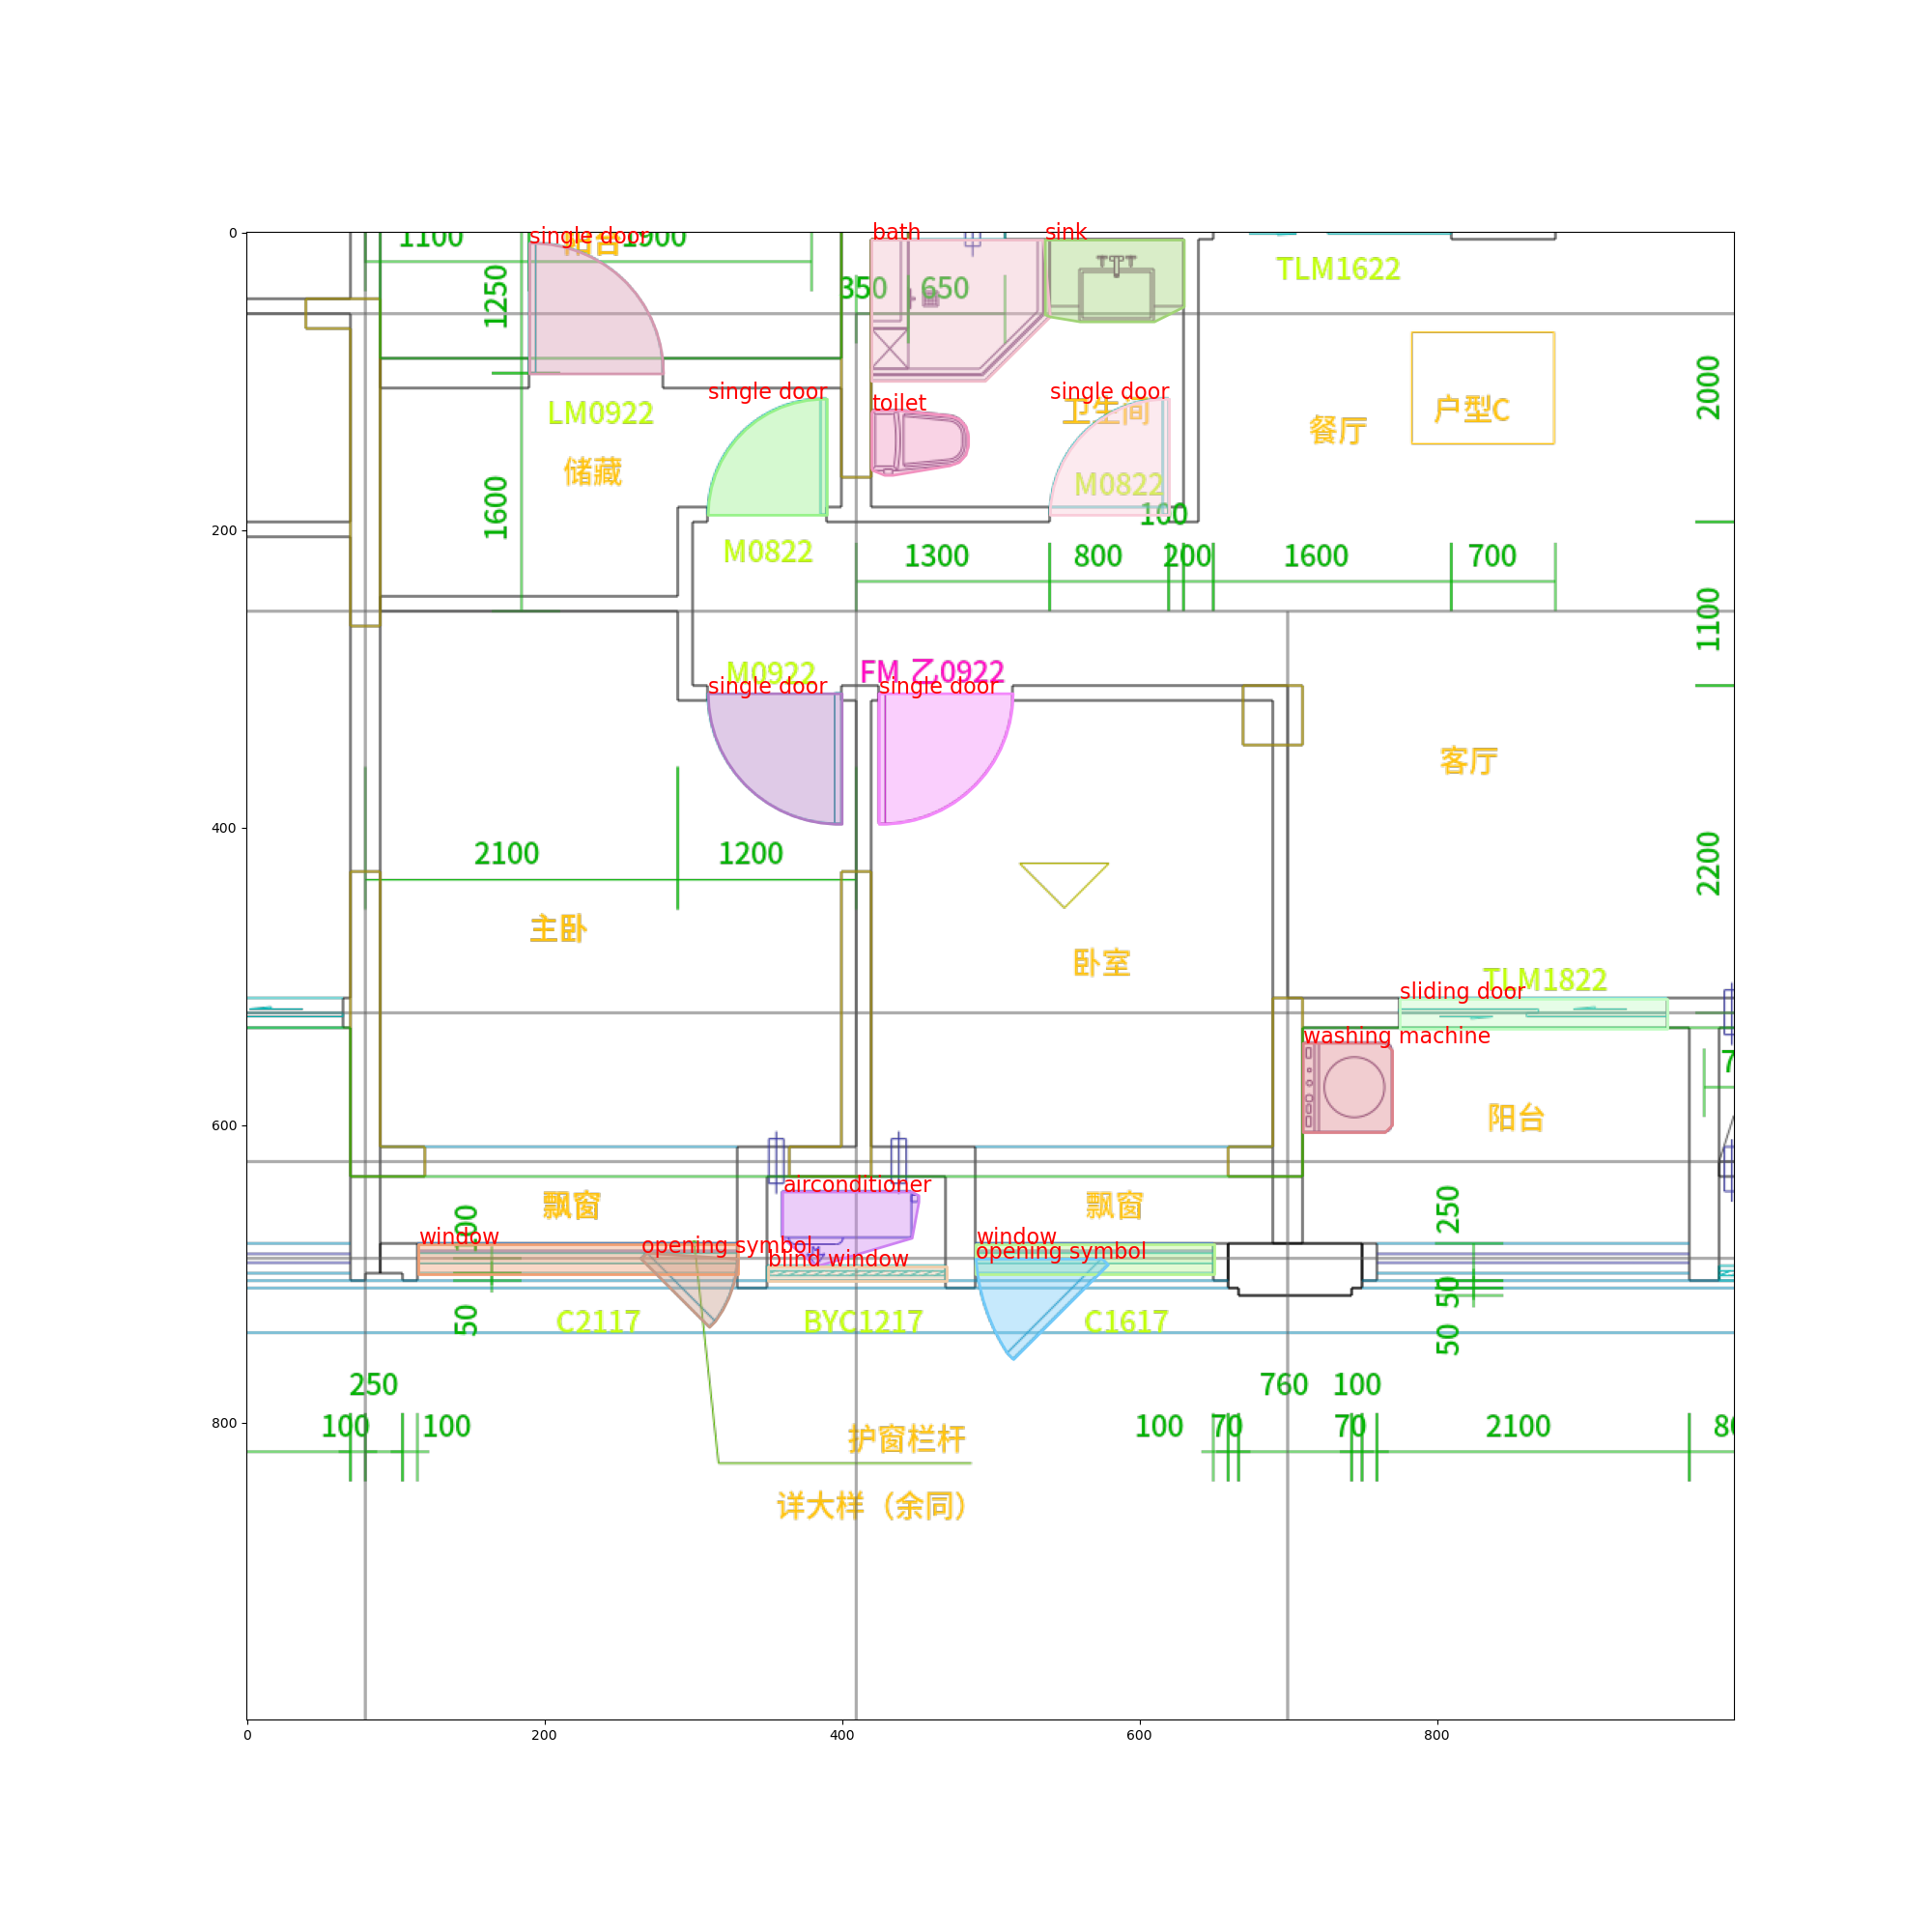 0
1100
阳台
1900
single door
bath
sink
1250
350
650
TLM1622
single door
single door
toilet
LM0922
卫生间
餐厅
户型C
2000
储藏
M0822
1600
200
100
M0822
1300
800
200
1600
700
1100
M0922
FM 乙0922
single door
single door
客厅
400
2100
1200
2200
主卧
卧室
TLM1822
sliding door
washing machine
阳台
600
airconditioner
飘窗
飘窗
250
window
opening symbol
blind window
window
opening symbol
50
C2117
BYC1217
C1617
50
50
250
760
100
100
100
100
70
70
2100
800
护窗栏杆
详大样（余同）
0
200
400
600
800